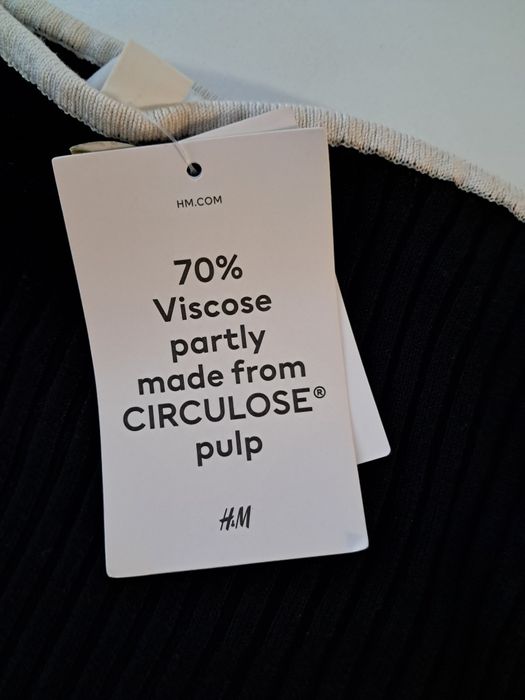 HM.COM
70%
Viscose
partly
made from
CIRCULOSE®
pulp
H&M